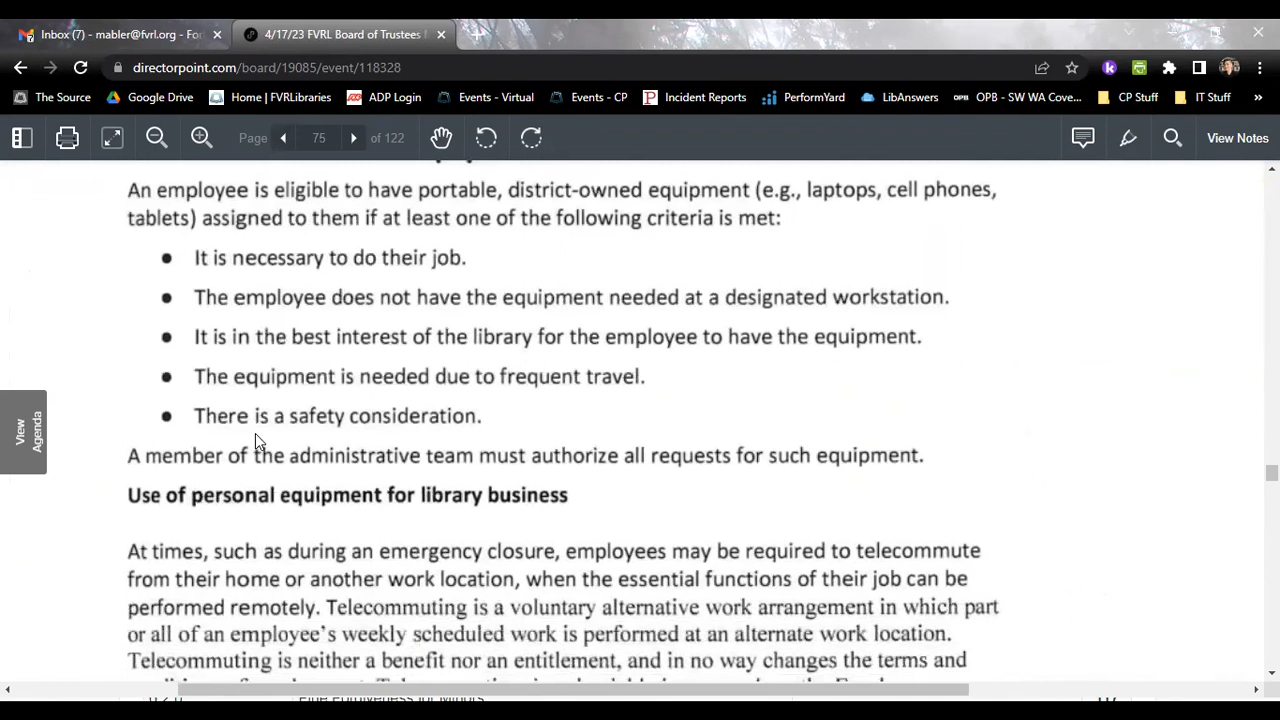 Inbox (7) - mabler@fvrl.org - Fo
4/17/23 FVRL Board of Trustees
directorpoint.com/board/19085/event/118328
The Source
Google Drive
Home | FVRLibraries
ADP Login
Events - Virtual
Events - CP
Incident Reports
PerformYard
LibAnswers
OPB - SW WA Cove...
CP Stuff
IT Stuff
»
Page 75 of 122
View Notes
An employee is eligible to have portable, district-owned equipment (e.g., laptops, cell phones,
tablets) assigned to them if at least one of the following criteria is met:
● It is necessary to do their job.
● The employee does not have the equipment needed at a designated workstation.
● It is in the best interest of the library for the employee to have the equipment.
● The equipment is needed due to frequent travel.
● There is a safety consideration.
View Agenda
A member of the administrative team must authorize all requests for such equipment.
Use of personal equipment for library business
At times, such as during an emergency closure, employees may be required to telecommute
from their home or another work location, when the essential functions of their job can be
performed remotely. Telecommuting is a voluntary alternative work arrangement in which part
or all of an employee's weekly scheduled work is performed at an alternate work location.
Telecommuting is neither a benefit nor an entitlement, and in no way changes the terms and